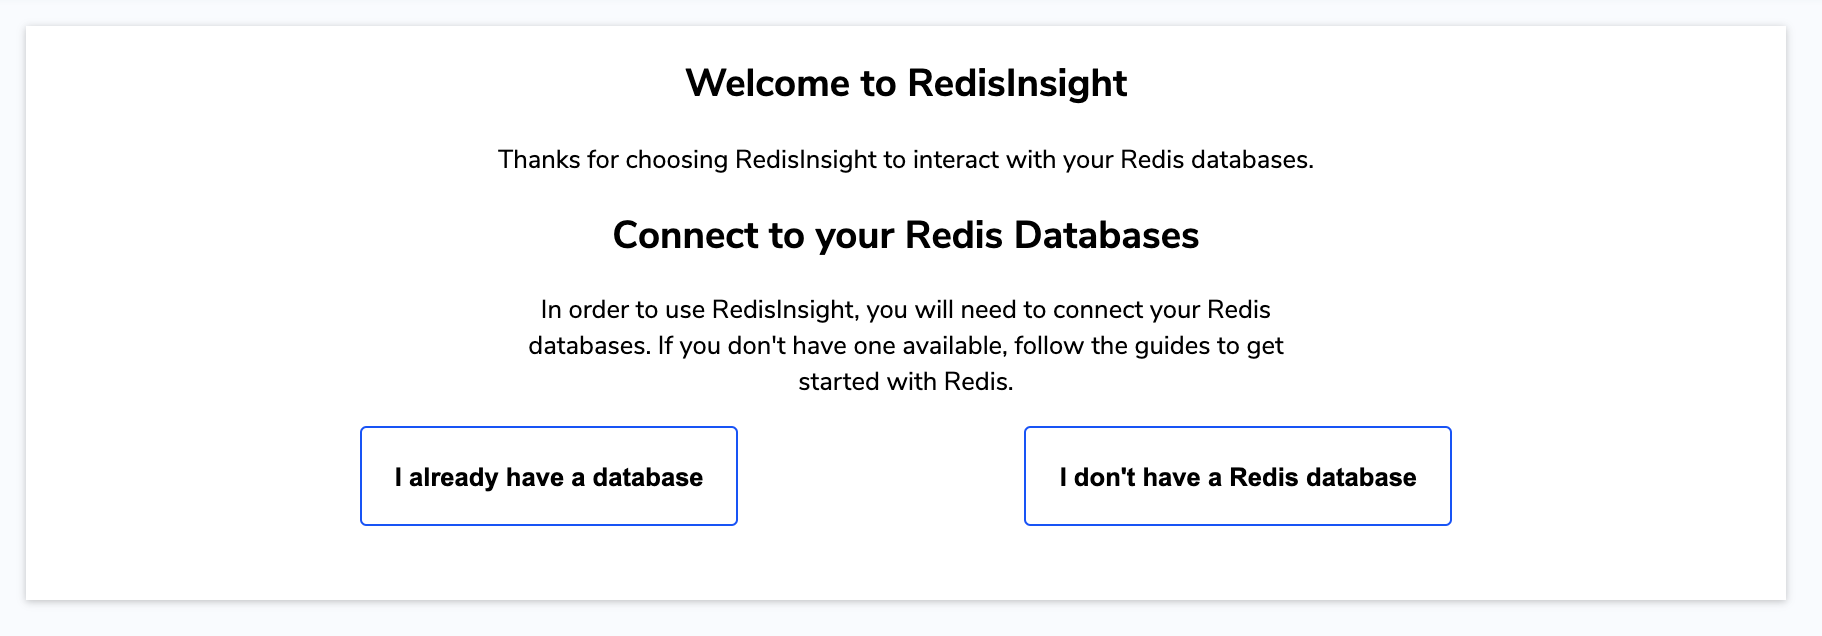 Welcome to RedisInsight
Thanks for choosing RedisInsight to interact with your Redis databases.
Connect to your Redis Databases
In order to use RedisInsight, you will need to connect your Redis
databases. If you don't have one available, follow the guides to get
started with Redis.
I already have a database
I don't have a Redis database